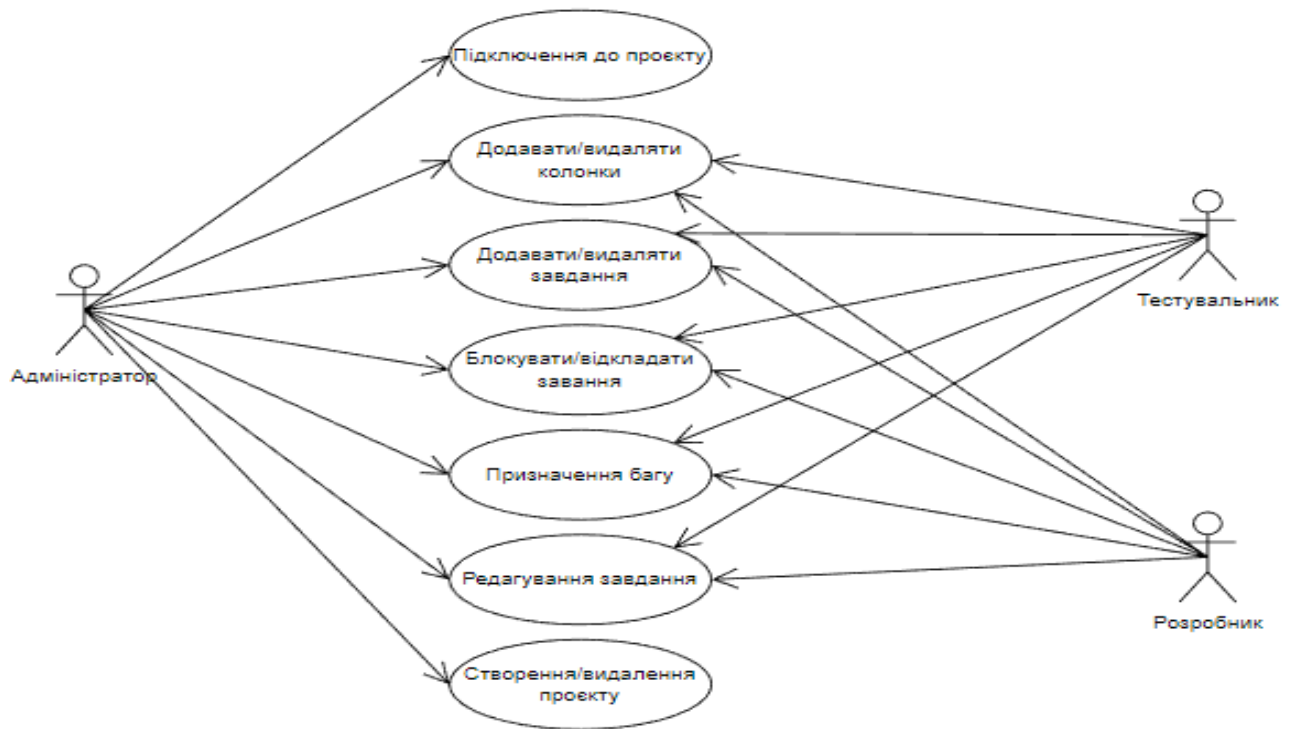 Підключення до проєкту
Додавати/видаляти
колонки
Додавати/видаляти
завдання
Тестувальник
Блокувати/відкладати
завання
Адміністратор
Призначення багу
Редагування завдання
Розробник
Створення/видалення
проєкту